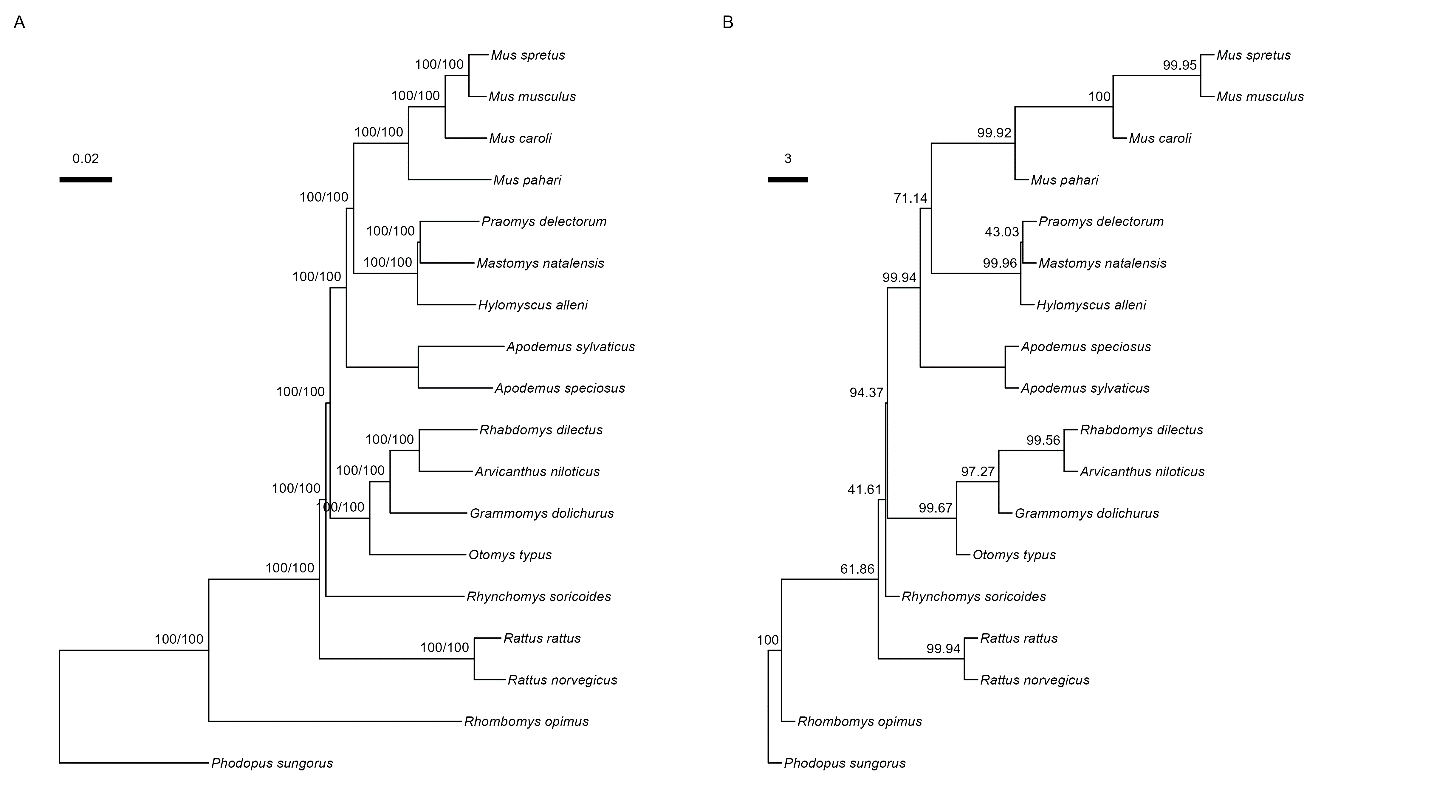 A
Mus spretus
100/100
Mus musculus
100/100
Mus caroli
100/100
0.02
Mus pahari
100/100
Praomys delectorum
100/100
Mastomys natalensis
100/100
100/100
Hylomyscus alleni
Apodemus sylvaticus
Apodemus speciosus
100/100
Rhabdomys dilectus
100/100
Arvicanthus niloticus
100/100
100/100
100/100
Grammomys dolichurus
Otomys typus
100/100
Rhynchomys soricoides
Rattus rattus
100/100
100/100
Rattus norvegicus
Rhombomys opimus
Phodopus sungorus
B
Mus spretus
99.95
Mus musculus
100
Mus caroli
99.92
3
Mus pahari
71.14
Praomys delectorum
43.03
Mastomys natalensis
99.96
99.94
Hylomyscus alleni
Apodemus speciosus
Apodemus sylvaticus
94.37
Rhabdomys dilectus
99.56
Arvicanthus niloticus
97.27
41.61
99.67
Grammomys dolichurus
Otomys typus
61.86
Rhynchomys soricoides
Rattus rattus
100
99.94
Rattus norvegicus
Rhombomys opimus
Phodopus sungorus